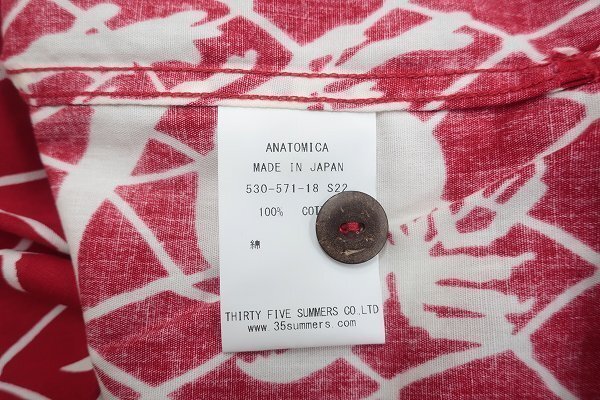 ANATOMICA
MADE IN JAPAN
530-571-18 S22
100%
綿
THIRTY FIVE SUMMERS CO.LTD
www.35summers.com